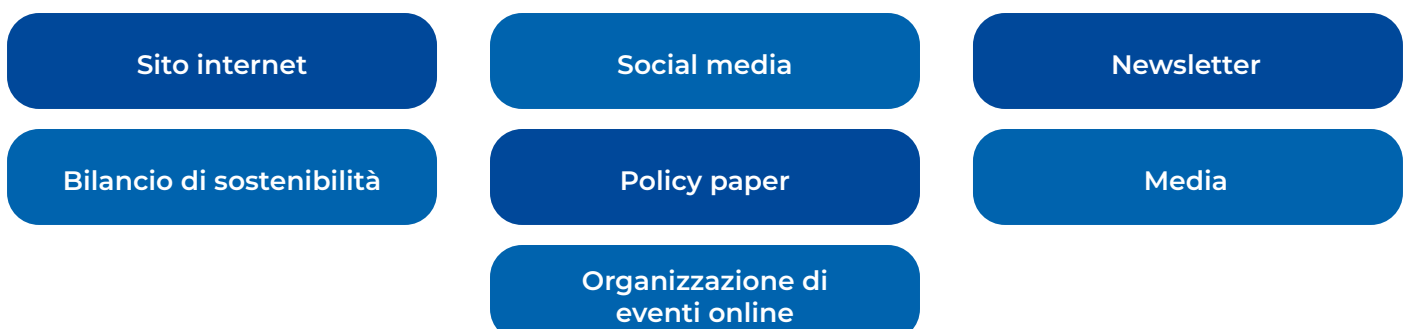 Sito internet
Social media
Newsletter
Bilancio di sostenibilità
Policy paper
Media
Organizzazione di
eventi online